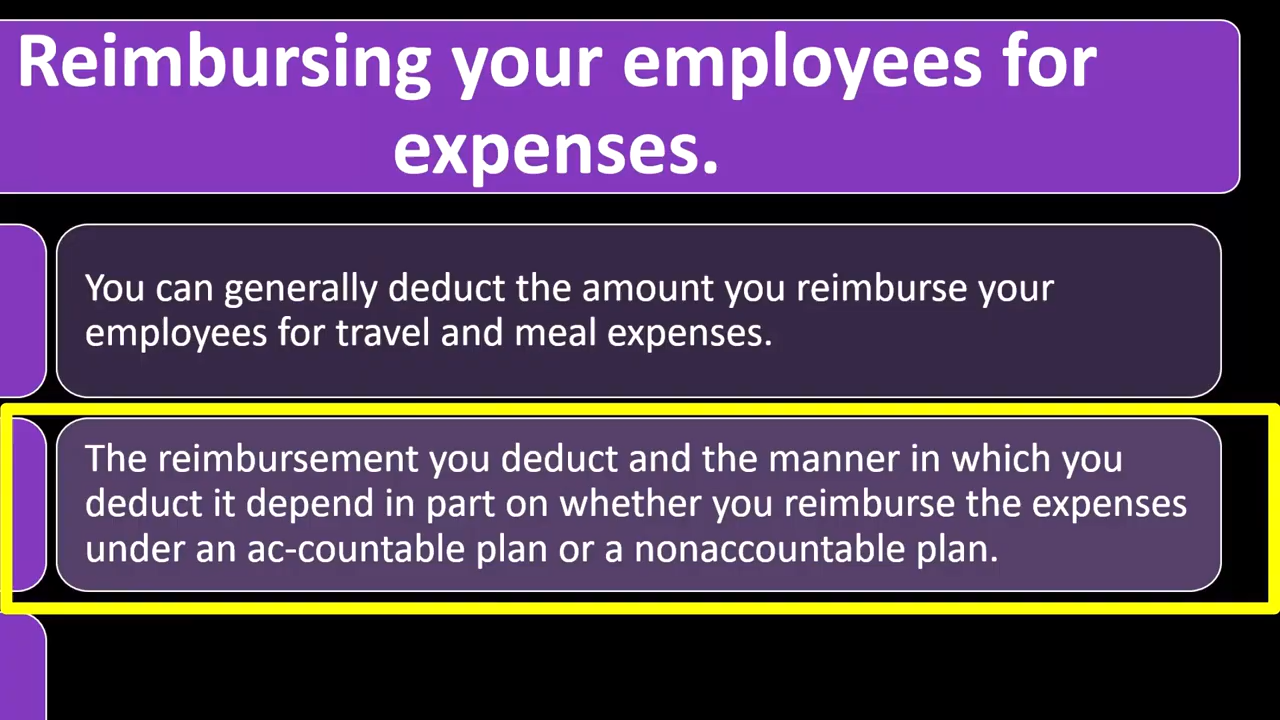 Reimbursing your employees for
expenses.
You can generally deduct the amount you reimburse your
employees for travel and meal expenses.
The reimbursement you deduct and the manner in which you
deduct it depend in part on whether you reimburse the expenses
under an ac-countable plan or a nonaccountable plan.